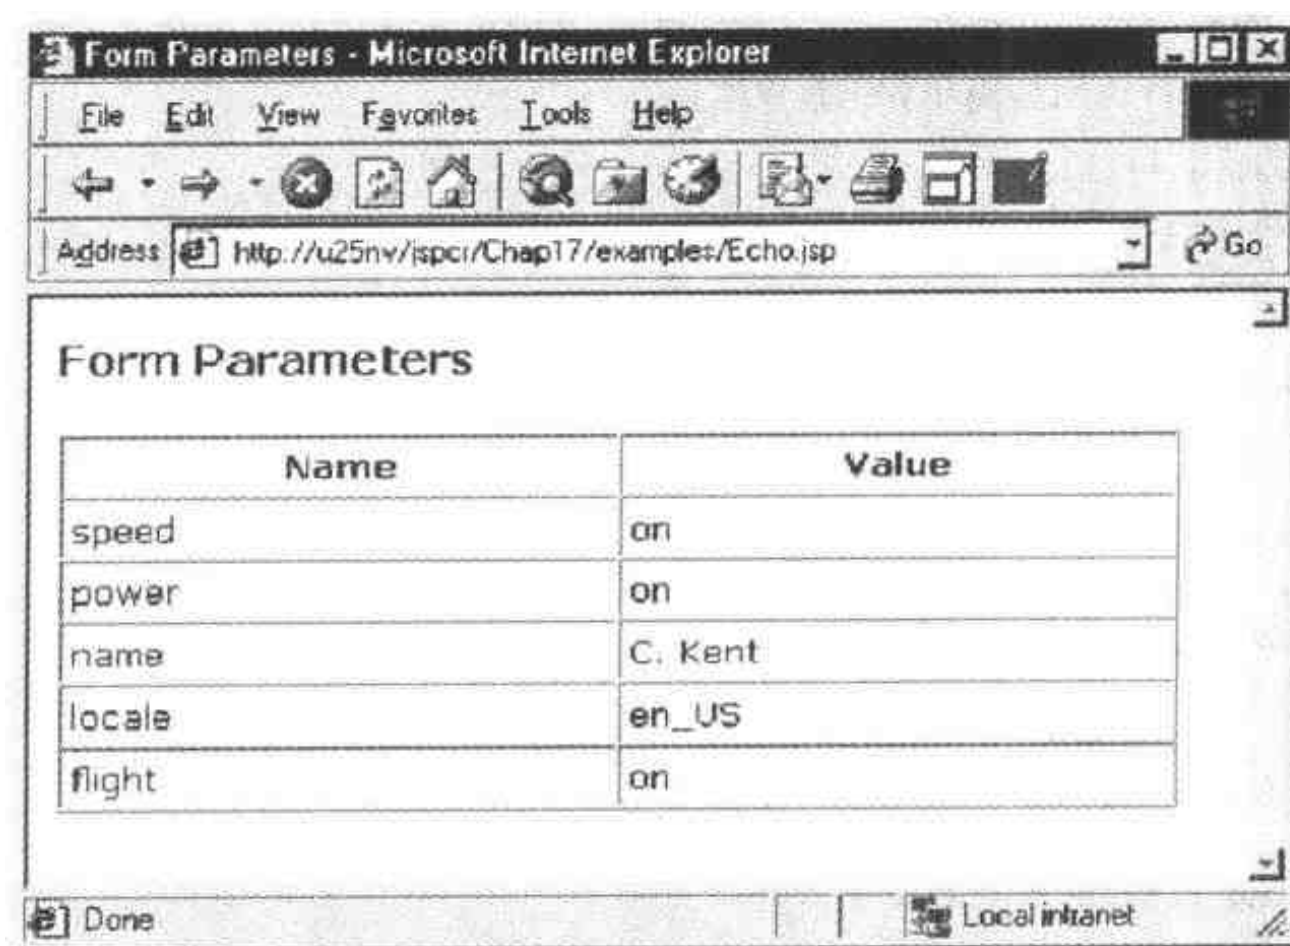 Form Parameters - Microsoft Internet Explorer
File Edit View Favorites Tools Help
Address http://u25nv/jspcr/Chap17/examples/Echo.jsp Go
Form Parameters
Name Value
speed on
power on
name C. Kent
locale en_US
flight on
Done Local intranet